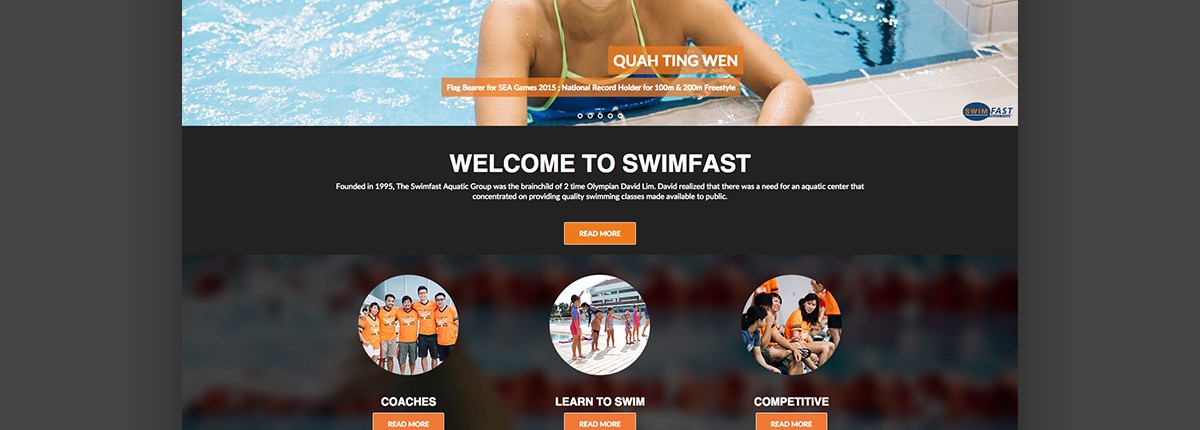 QUAH TING WEN
Flag Bearer for SEA Games 2015 ; National Record Holder for 100m & 200m Freestyle
SWIM FAST
WELCOME TO SWIMFAST
Founded in 1995, The Swimfast Aquatic Group was the brainchild of 2 time Olympian David Lim. David realized that there was a need for an aquatic center that
concentrated on providing quality swimming classes made available to public.
READ MORE
COACHES
LEARN TO SWIM
COMPETITIVE
READ MORE
READ MORE
READ MORE